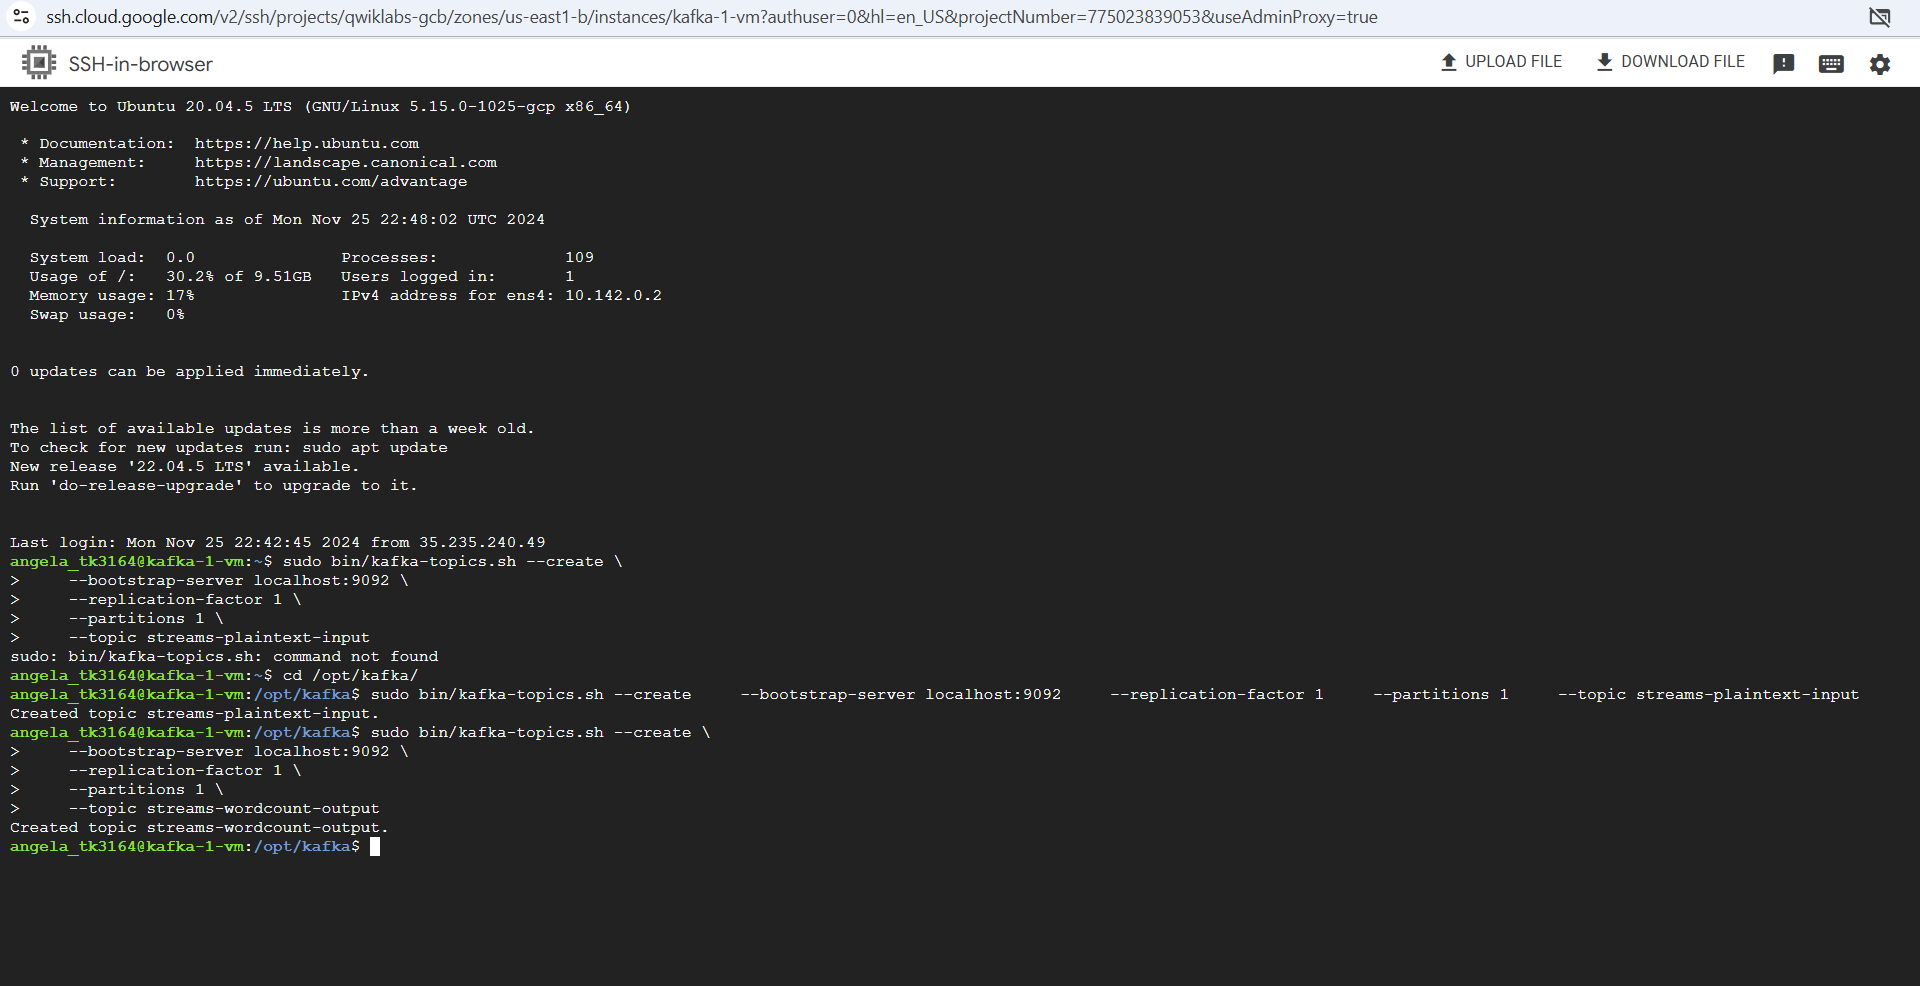 ssh.cloud.google.com/v2/ssh/projects/qwiklabs-gcb/zones/us-east1-b/instances/kafka-1-vm?authuser=0&hl=en_US&projectNumber=775023839053&useAdminProxy=true
SSH-in-browser
UPLOAD FILE
DOWNLOAD FILE
Welcome to Ubuntu 20.04.5 LTS (GNU/Linux 5.15.0-1025-gcp x86_64)
* Documentation:  https://help.ubuntu.com
* Management:     https://landscape.canonical.com
* Support:        https://ubuntu.com/advantage
System information as of Mon Nov 25 22:48:02 UTC 2024
System load:  0.0               Processes:             109
Usage of /:   30.2% of 9.51GB   Users logged in:       1
Memory usage: 17%               IPv4 address for ens4: 10.142.0.2
Swap usage:   0%
0 updates can be applied immediately.
The list of available updates is more than a week old.
To check for new updates run: sudo apt update
New release '22.04.5 LTS' available.
Run 'do-release-upgrade' to upgrade to it.
Last login: Mon Nov 25 22:42:45 2024 from 35.235.240.49
angela_tk3164@kafka-1-vm:~$ sudo bin/kafka-topics.sh --create \
>     --bootstrap-server localhost:9092 \
>     --replication-factor 1 \
>     --partitions 1 \
>     --topic streams-plaintext-input
sudo: bin/kafka-topics.sh: command not found
angela_tk3164@kafka-1-vm:~$ cd /opt/kafka/
angela_tk3164@kafka-1-vm:/opt/kafka$ sudo bin/kafka-topics.sh --create     --bootstrap-server localhost:9092     --replication-factor 1     --partitions 1     --topic streams-plaintext-input
Created topic streams-plaintext-input.
angela_tk3164@kafka-1-vm:/opt/kafka$ sudo bin/kafka-topics.sh --create \
>     --bootstrap-server localhost:9092 \
>     --replication-factor 1 \
>     --partitions 1 \
>     --topic streams-wordcount-output
Created topic streams-wordcount-output.
angela_tk3164@kafka-1-vm:/opt/kafka$